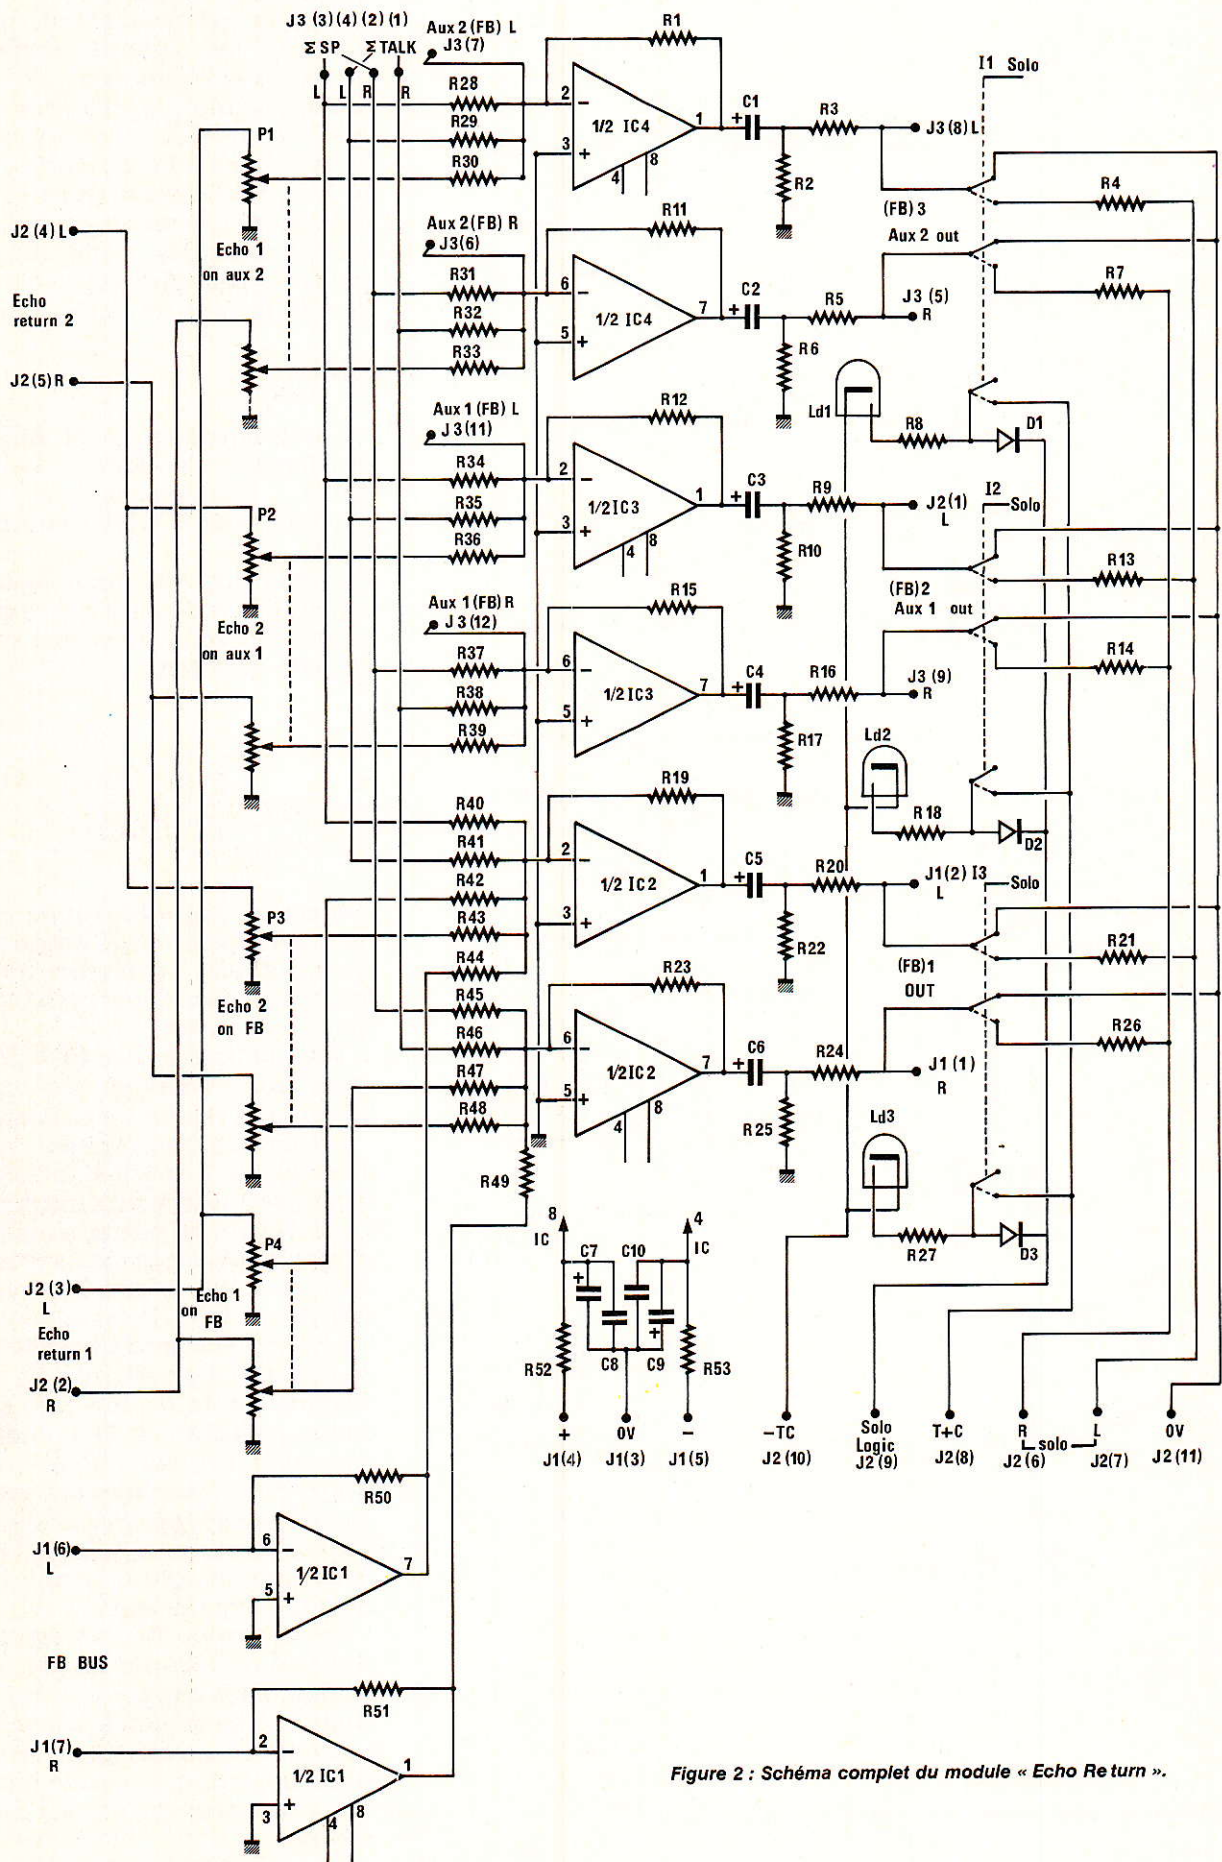 J3 (3) (4) (2) (1)
Σ SP Σ TALK
L L R R
Aux 2 (FB) L
J3(7)
R1
R28
R29
R30
2 −
3 +
1/2 IC4
4 8
1
+ C1
R3
R2
J3(8) L
I1 Solo
(FB) 3
Aux 2 out
R4
P1
Echo 1
on aux 2
J2 (4) L
Echo
return 2
J2(5) R
Aux 2(FB) R
J3(6)
R11
R31
R32
R33
6 −
5 +
1/2 IC4
7
+ C2
R5
R6
J3 (5)
R
R7
Ld1
R8
D1
Aux 1 (FB) L
J3(11)
R12
R34
R35
R36
2 −
3 +
1/2IC3
4 8
1
+ C3
R9
R10
J2(1)
L
I2
Solo
(FB)2
Aux 1 out
R13
P2
Echo 2
on aux 1
Aux 1(FB) R
J3(12)
R15
R37
R38
R39
6 −
5 +
1/2IC3
7
+ C4
R16
R17
J3 (9)
R
R14
Ld2
R18
D2
R19
R40
R41
R42
R43
R44
2 −
3 +
1/2 IC2
1
+ C5
R20
R22
J1(2) I3
L
Solo
(FB)1
OUT
R21
P3
Echo 2
on FB
R23
R45
R46
R47
R48
R49
6 −
5 +
1/2IC2
4 8
7
+ C6
R24
R25
J1 (1)
R
R26
Ld3
R27
D3
P4
J2 (3)
L
Echo 1
on FB
Echo
return 1
J2 (2)
R
8
IC
4
IC
C7
C10
+
+
R52
C8
C9
R53
+
J1(4)
0V
J1(3)
−
J1(5)
−TC
J2(10)
Solo
Logic
J2(9)
T+C
J2(8)
R solo L
J2(6)
J2(7)
0V
J2(11)
R50
J1(6)
L
6 −
5 +
1/2 IC1
7
FB BUS
R51
J1(7)
R
2 −
3 +
1/2 IC1
4 8
1
Figure 2 : Schéma complet du module « Echo Return ».